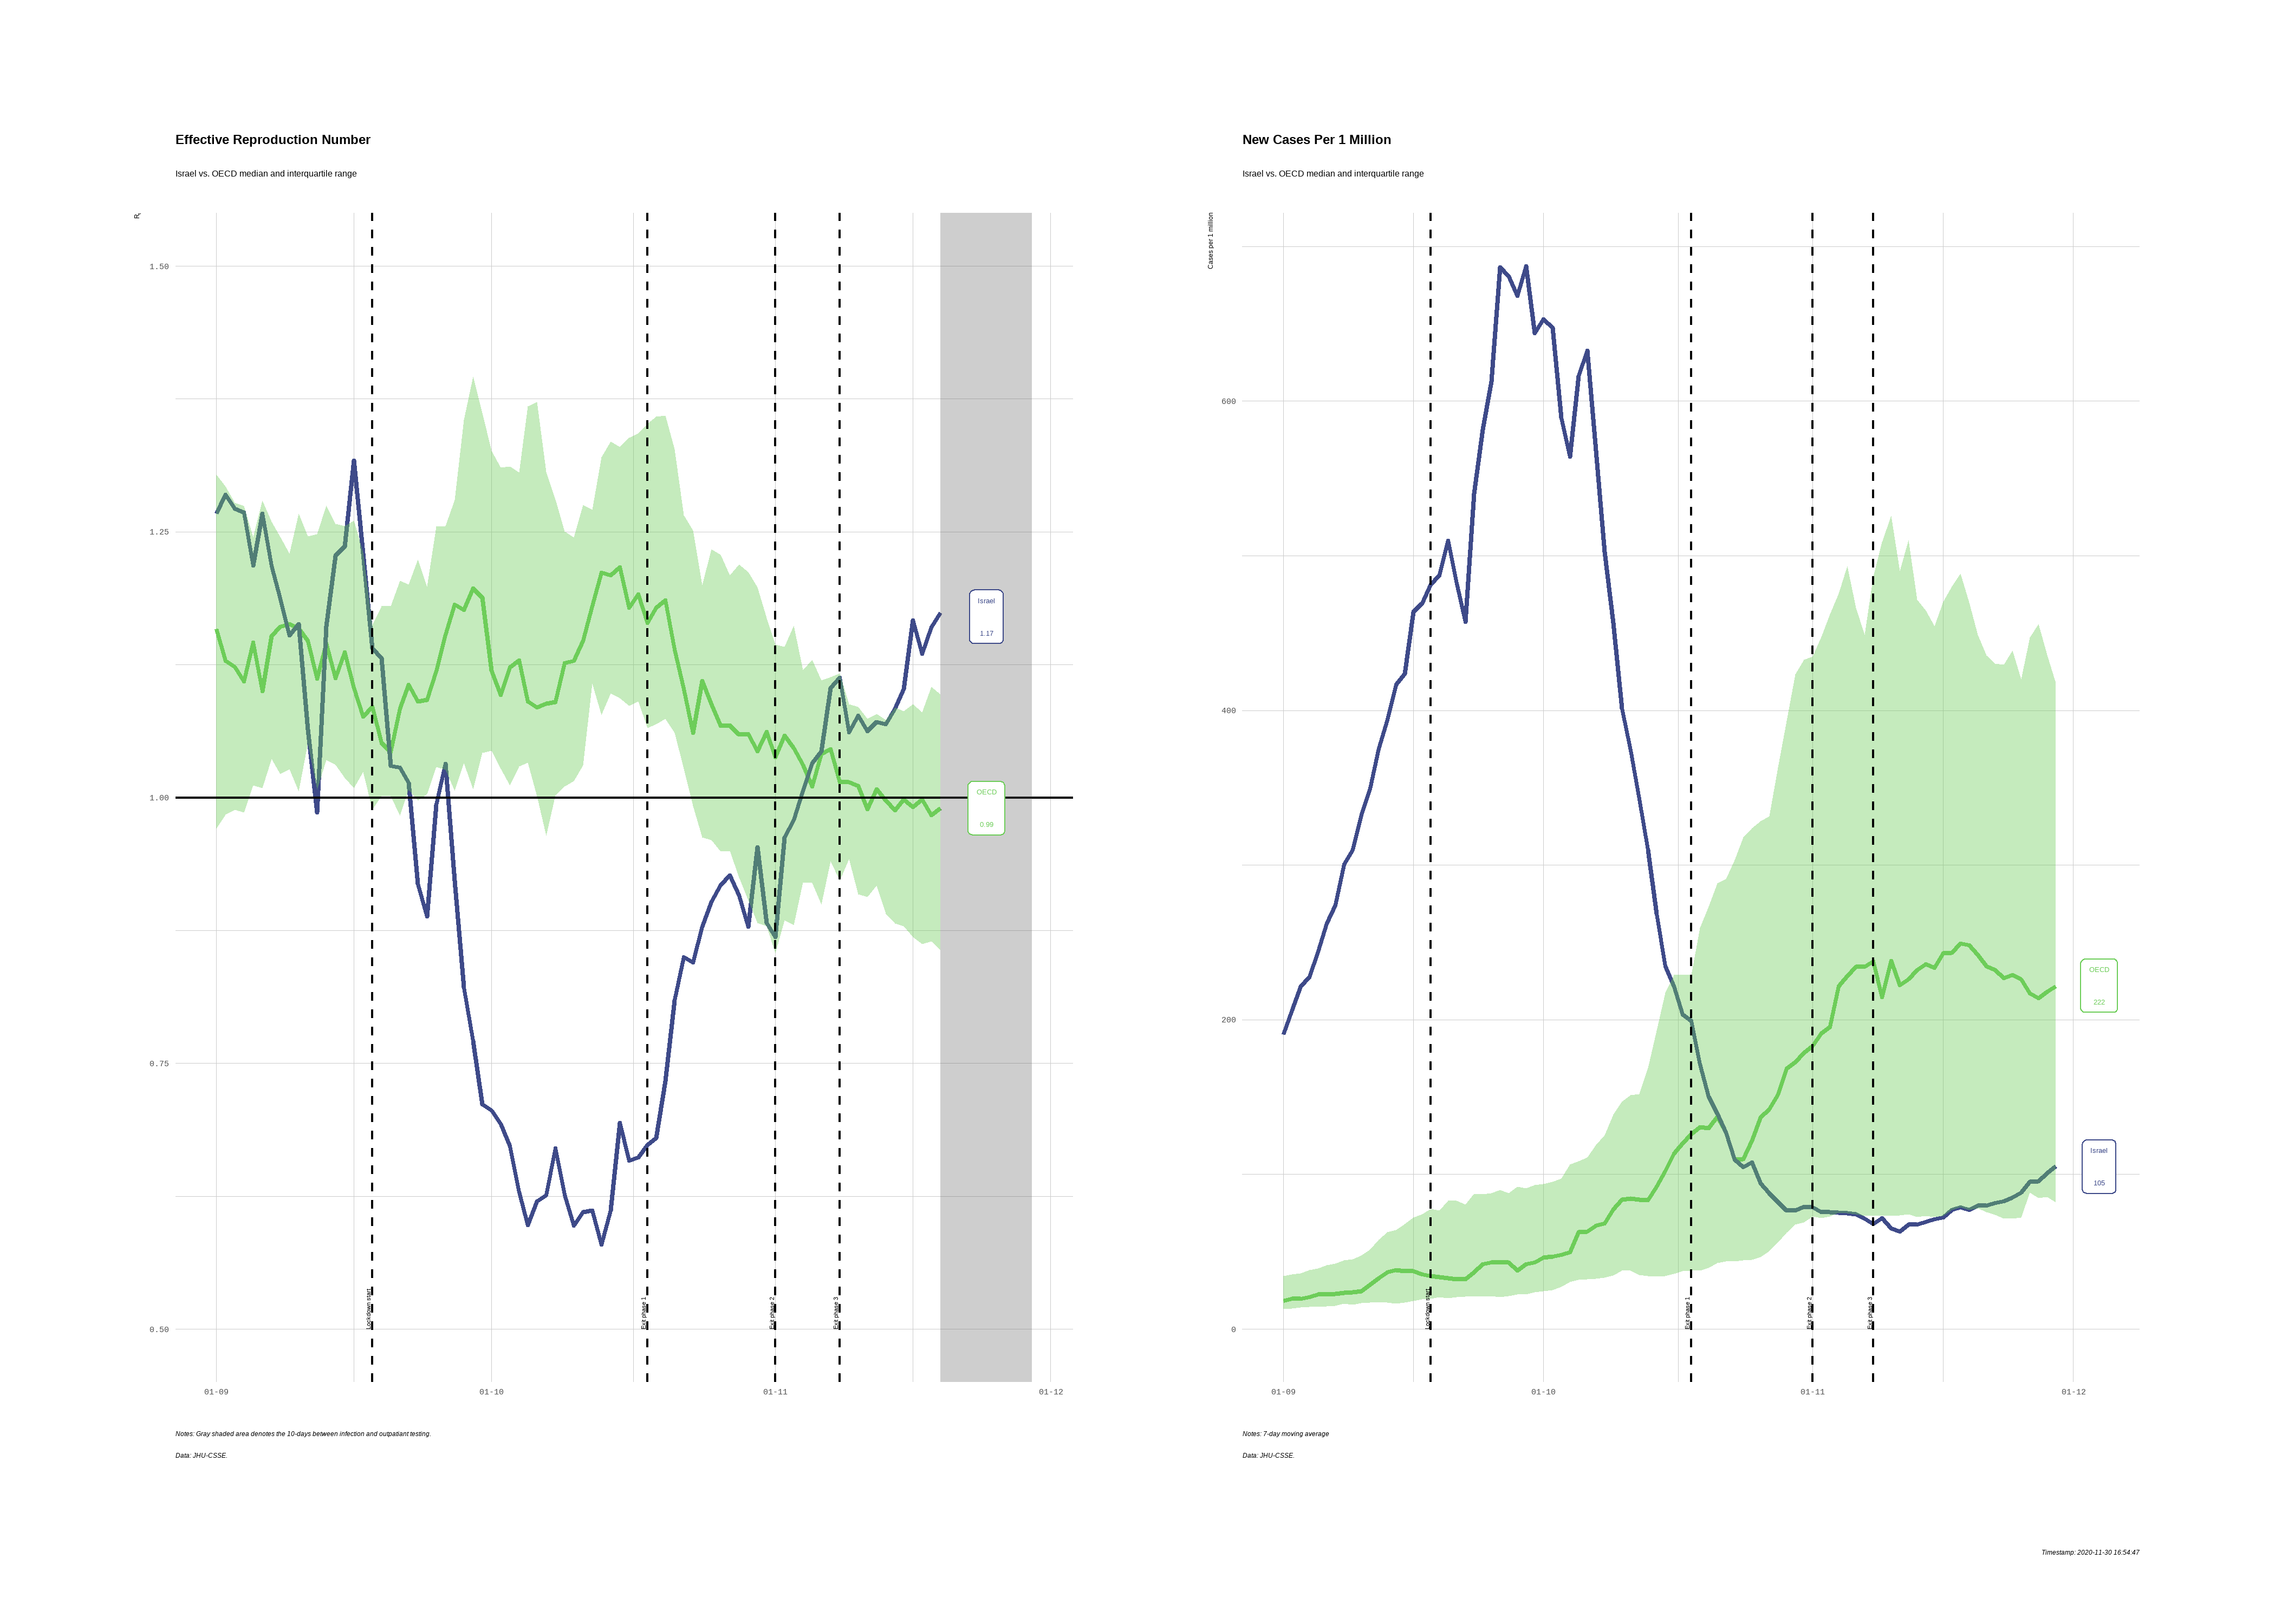 Effective Reproduction Number
Israel vs. OECD median and interquartile range
Rt
1.50
1.25
1.00
0.75
0.50
Israel
1.17
OECD
0.99
Lockdown start
Exit phase 1
Exit phase 2
Exit phase 3
01-09
01-10
01-11
01-12
Notes: Gray shaded area denotes the 10-days between infection and outpatiant testing.
Data: JHU-CSSE.
New Cases Per 1 Million
Israel vs. OECD median and interquartile range
Cases per 1 million
600
400
200
0
OECD
222
Israel
105
Lockdown start
Exit phase 1
Exit phase 2
Exit phase 3
01-09
01-10
01-11
01-12
Notes: 7-day moving average
Data: JHU-CSSE.
Timestamp: 2020-11-30 16:54:47